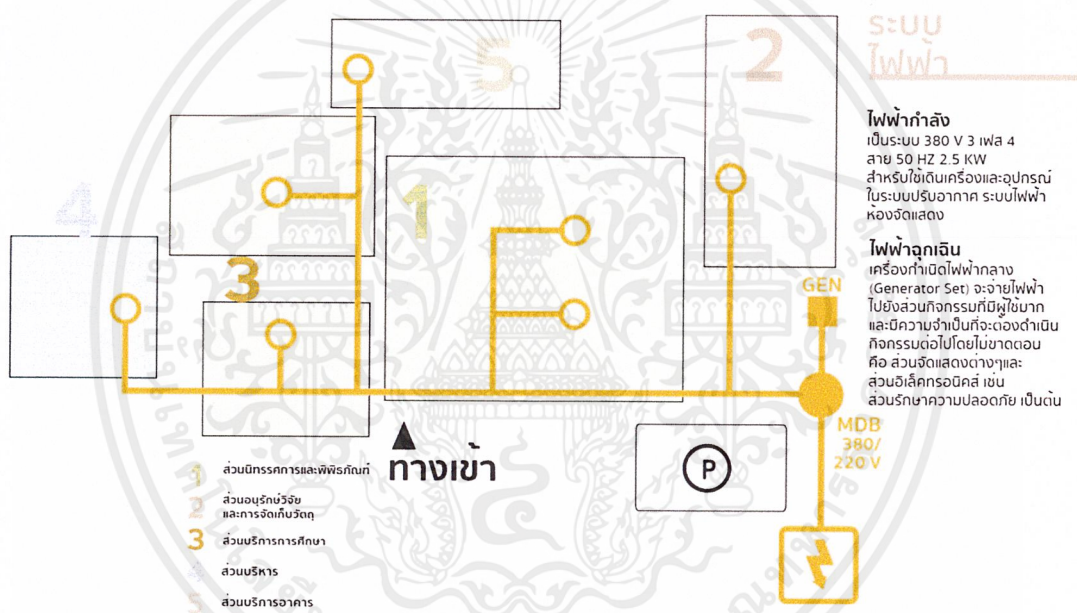 ระบบ
ไฟฟ้า
ไฟฟ้ากำลัง
เป็นระบบ 380 V 3 เฟส 4
สาย 50 HZ 2.5 KW
สำหรับใช้เดินเครื่องและอุปกรณ์
ในระบบปรับอากาศ ระบบไฟฟ้า
ห้องจัดแสดง
ไฟฟ้าฉุกเฉิน
เครื่องกำเนิดไฟฟ้ากลาง
(Generator Set) จะจ่ายไฟฟ้า
ไปยังส่วนกิจกรรมที่มีผู้ใช้มาก
และมีความจำเป็นที่จะต้องดำเนิน
กิจกรรมต่อไปโดยไม่ขาดตอน
คือ ส่วนจัดแสดงต่างๆและ
ส่วนอิเล็คทรอนิคส์ เช่น
ส่วนรักษาความปลอดภัย เป็นต้น
5
2
4
1
3
GEN
MDB
380/
220 V
P
ทางเข้า
1 ส่วนนิทรรศการและพิพิธภัณฑ์
2 ส่วนอนุรักษ์วิจัย
และการจัดเก็บวัตถุ
3 ส่วนบริการการศึกษา
4 ส่วนบริหาร
5 ส่วนบริการอาคาร